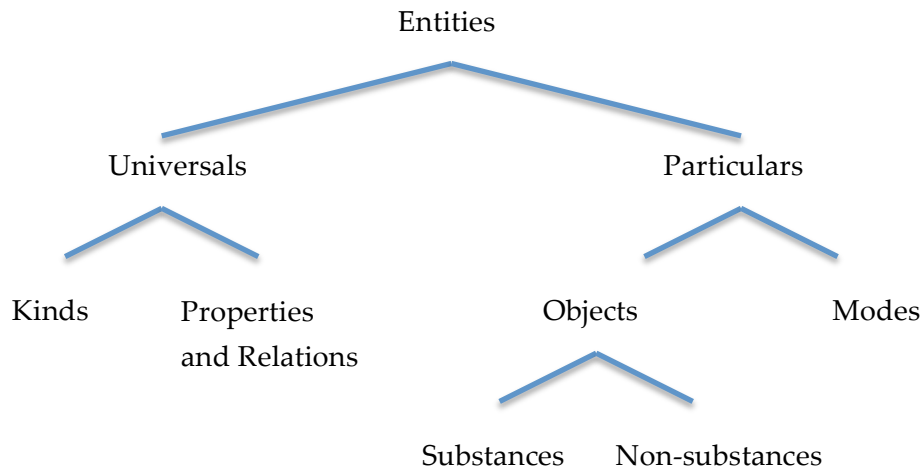 Entities
Universals
Particulars
Kinds
Properties
and Relations
Objects
Modes
Substances
Non-substances